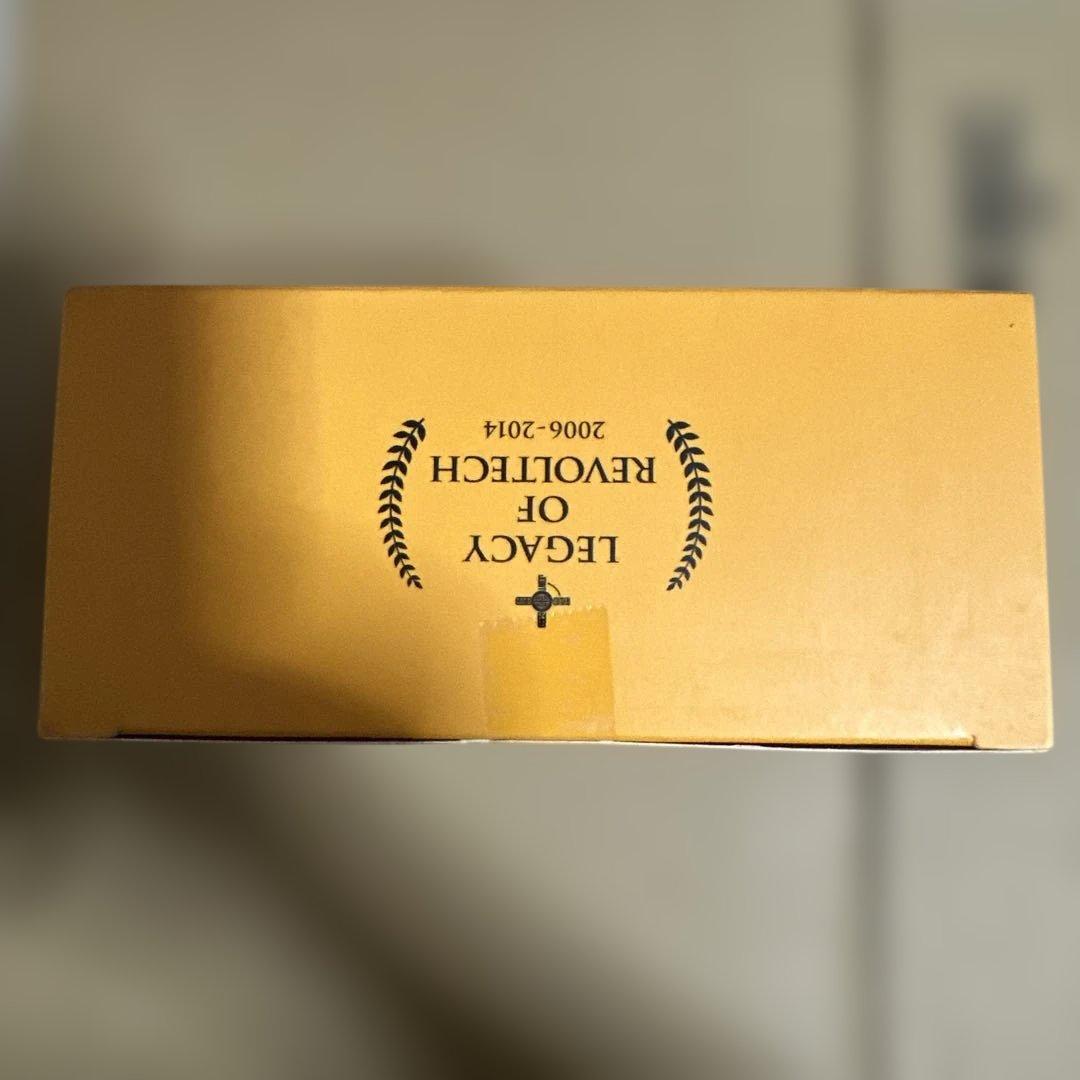 LEGACY
OF
REVOLTECH
2006-2014